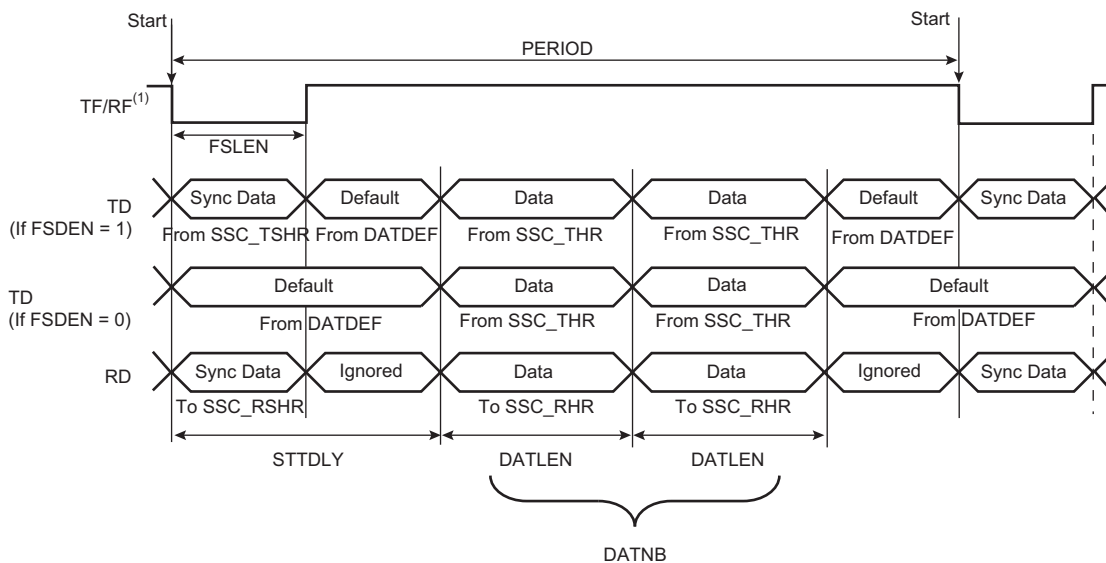 Start
Start
PERIOD
TF/RF(1)
FSLEN
TD
(If FSDEN = 1)
Sync Data
Default
Data
Data
Default
Sync Data
From SSC_TSHR
From DATDEF
From SSC_THR
From SSC_THR
From DATDEF
TD
(If FSDEN = 0)
Default
Data
Data
Default
From DATDEF
From SSC_THR
From SSC_THR
From DATDEF
RD
Sync Data
Ignored
Data
Data
Ignored
Sync Data
To SSC_RSHR
To SSC_RHR
To SSC_RHR
STTDLY
DATLEN
DATLEN
DATNB